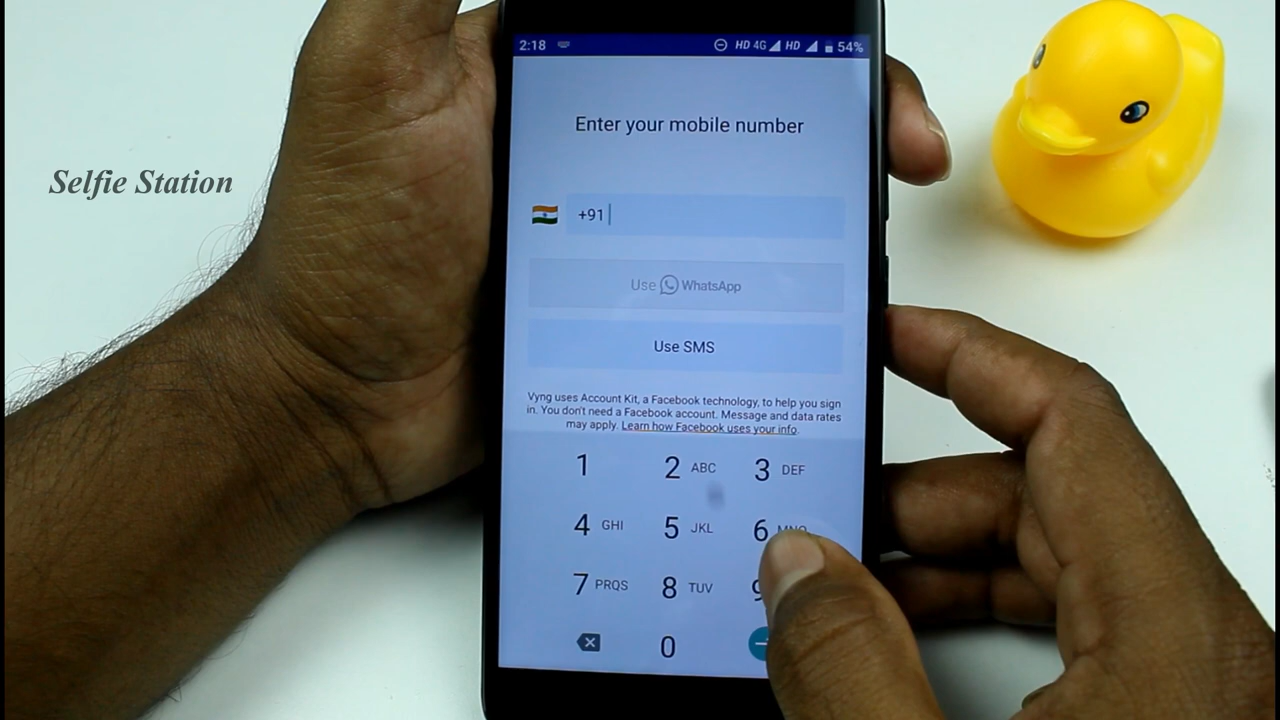 2:18 HD 4G HD 54%
Enter your mobile number
Selfie Station
+91
Use WhatsApp
Use SMS
Vyng uses Account Kit, a Facebook technology, to help you sign
in. You don't need a Facebook account. Message and data rates
may apply. Learn how Facebook uses your info.
1 2 ABC 3 DEF
4 GHI 5 JKL 6 MNO
7 PRQS 8 TUV 9
0